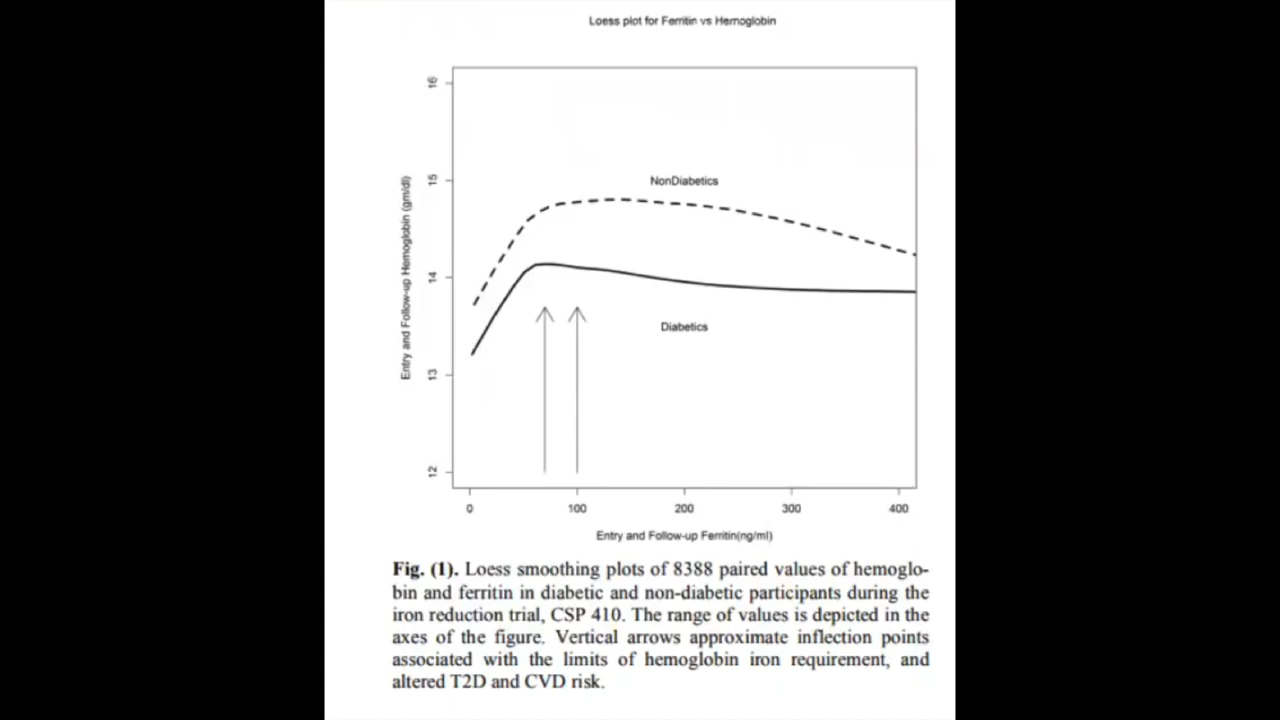 Loess plot for Ferritin vs Hemoglobin
16
15
14
13
12
Entry and Follow-up Hemoglobin (gm/dl)
NonDiabetics
Diabetics
0 100 200 300 400
Entry and Follow-up Ferritin(ng/ml)
Fig. (1). Loess smoothing plots of 8388 paired values of hemoglo-
bin and ferritin in diabetic and non-diabetic participants during the
iron reduction trial, CSP 410. The range of values is depicted in the
axes of the figure. Vertical arrows approximate inflection points
associated with the limits of hemoglobin iron requirement, and
altered T2D and CVD risk.